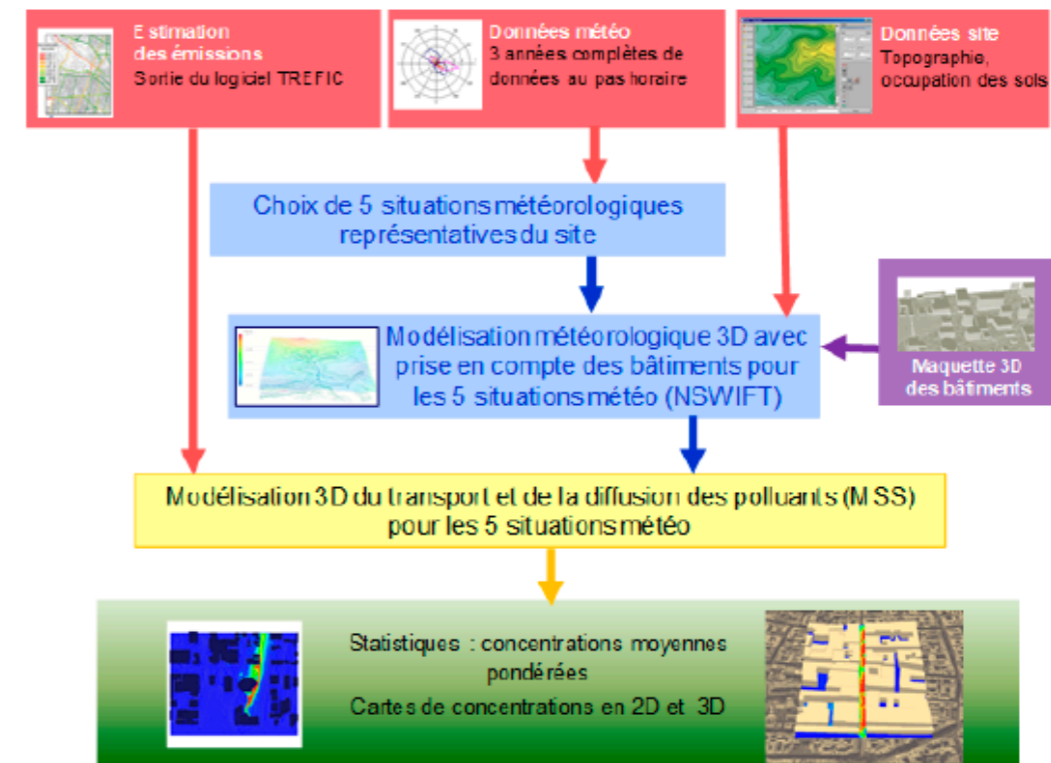 Estimation
des émissions
Sortie du logiciel TREFIC
Données météo
3 années complètes de
données au pas horaire
Données site
Topographie,
occupation des sols
Choix de 5 situations météorologiques
représentatives du site
Modélisation météorologique 3D avec
prise en compte des bâtiments pour
les 5 situations météo (NSWIFT)
Maquette 3D
des bâtiments
Modélisation 3D du transport et de la diffusion des polluants (MSS)
pour les 5 situations météo
Statistiques : concentrations moyennes
pondérées
Cartes de concentrations en 2D et 3D